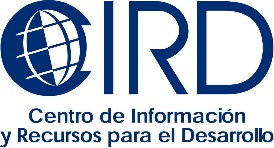 CIRD
Centro de Información
y Recursos para el Desarrollo